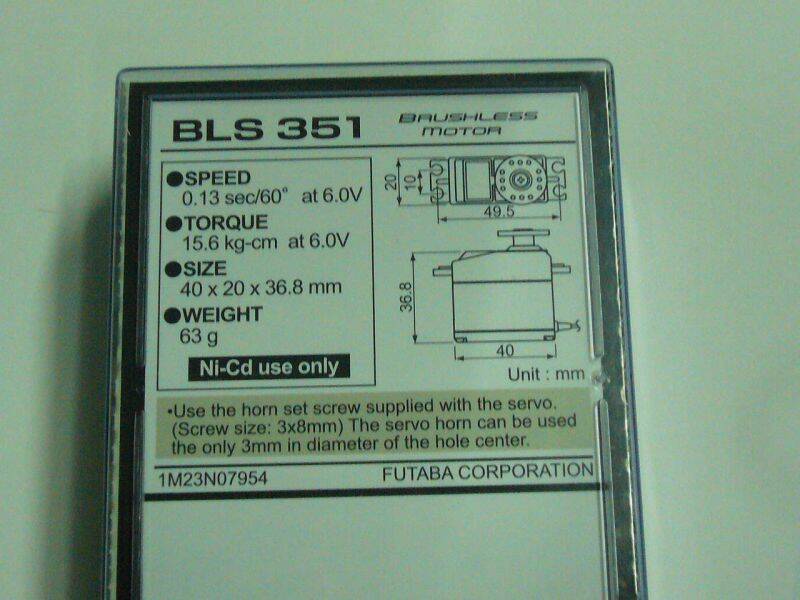 BLS 351
BRUSHLESS
MOTOR
●SPEED
0.13 sec/60° at 6.0V
●TORQUE
15.6 kg-cm at 6.0V
●SIZE
40 x 20 x 36.8 mm
●WEIGHT
63 g
Ni-Cd use only
20
10
49.5
36.8
40
Unit : mm
•Use the horn set screw supplied with the servo.
(Screw size: 3x8mm) The servo horn can be used
the only 3mm in diameter of the hole center.
1M23N07954
FUTABA CORPORATION